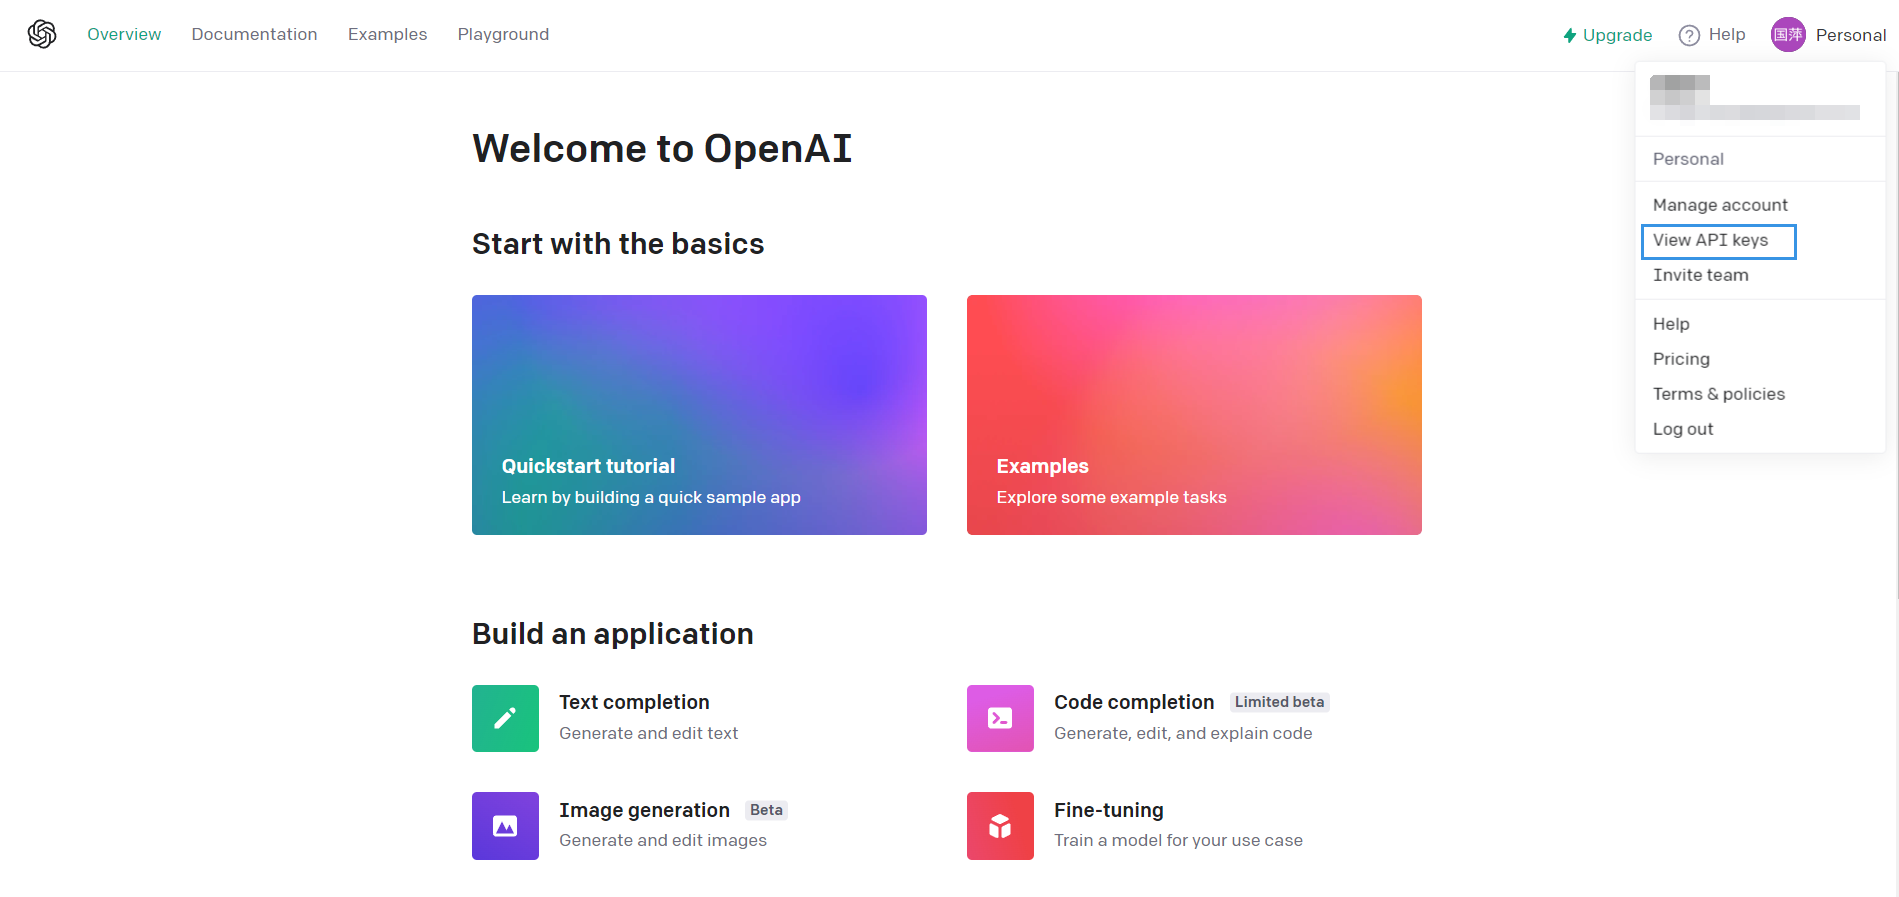 Overview Documentation Examples Playground Upgrade Help 国萍 Personal
Personal
Manage account
View API keys
Invite team
Help
Pricing
Terms & policies
Log out
Welcome to OpenAI
Start with the basics
Quickstart tutorial
Learn by building a quick sample app
Examples
Explore some example tasks
Build an application
Text completion
Generate and edit text
Code completion Limited beta
Generate, edit, and explain code
Image generation Beta
Generate and edit images
Fine-tuning
Train a model for your use case